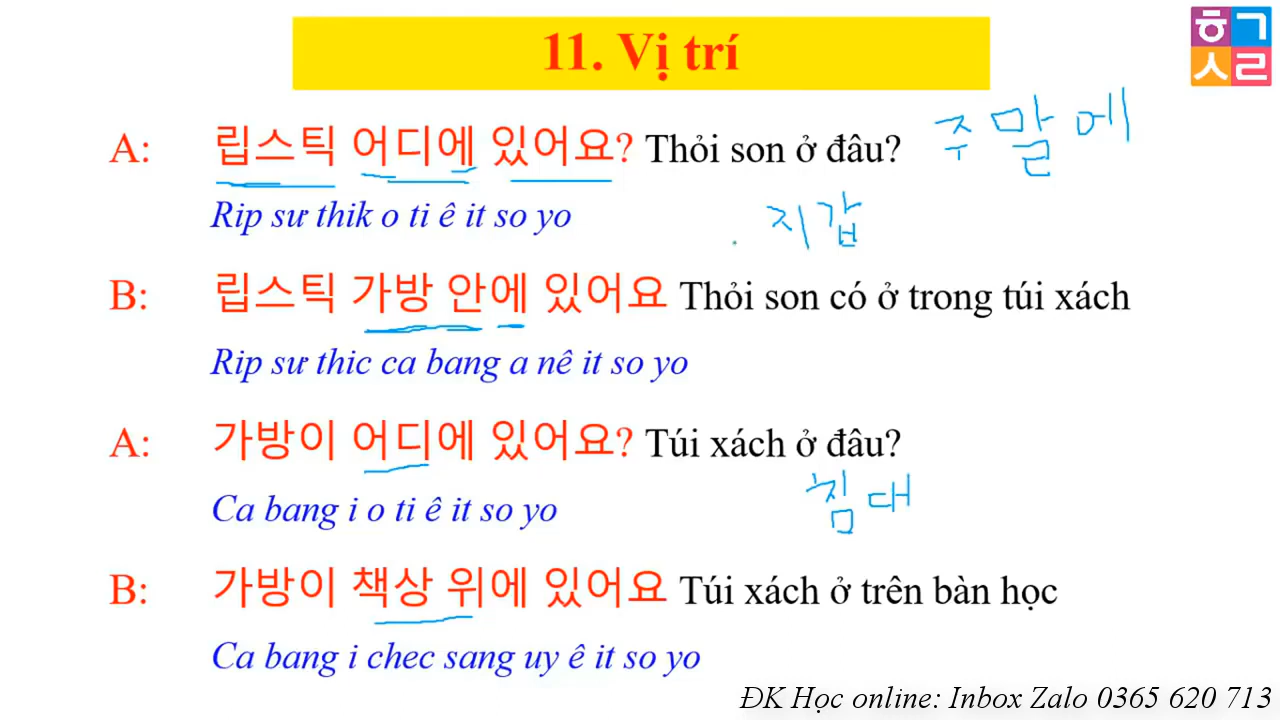 11. Vị trí
ㅎㄱㅅㄹ
A: 립스틱 어디에 있어요? Thỏi son ở đâu? 주말에
Rip sư thik o ti ê it so yo 지갑
B: 립스틱 가방 안에 있어요 Thỏi son có ở trong túi xách
Rip sư thic ca bang a nê it so yo
A: 가방이 어디에 있어요? Túi xách ở đâu?
침대
Ca bang i o ti ê it so yo
B: 가방이 책상 위에 있어요 Túi xách ở trên bàn học
Ca bang i chec sang uy ê it so yo
ĐK Học online: Inbox Zalo 0365 620 713